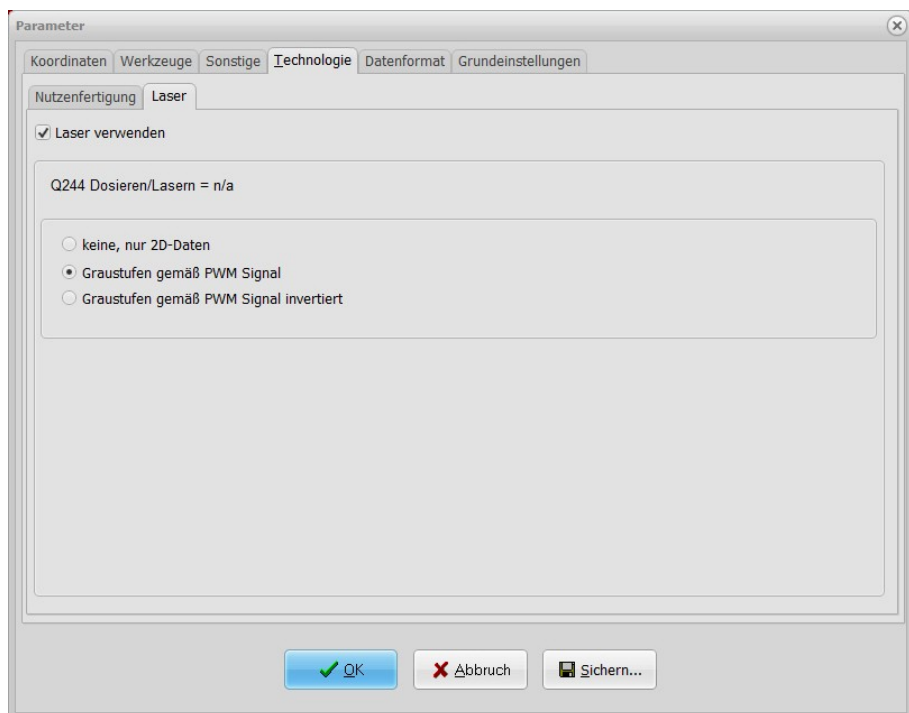 Parameter
Koordinaten Werkzeuge Sonstige Technologie Datenformat Grundeinstellungen
Nutzenfertigung Laser
Laser verwenden
Q244 Dosieren/Lasern = n/a
keine, nur 2D-Daten
Graustufen gemäß PWM Signal
Graustufen gemäß PWM Signal invertiert
OK Abbruch Sichern...